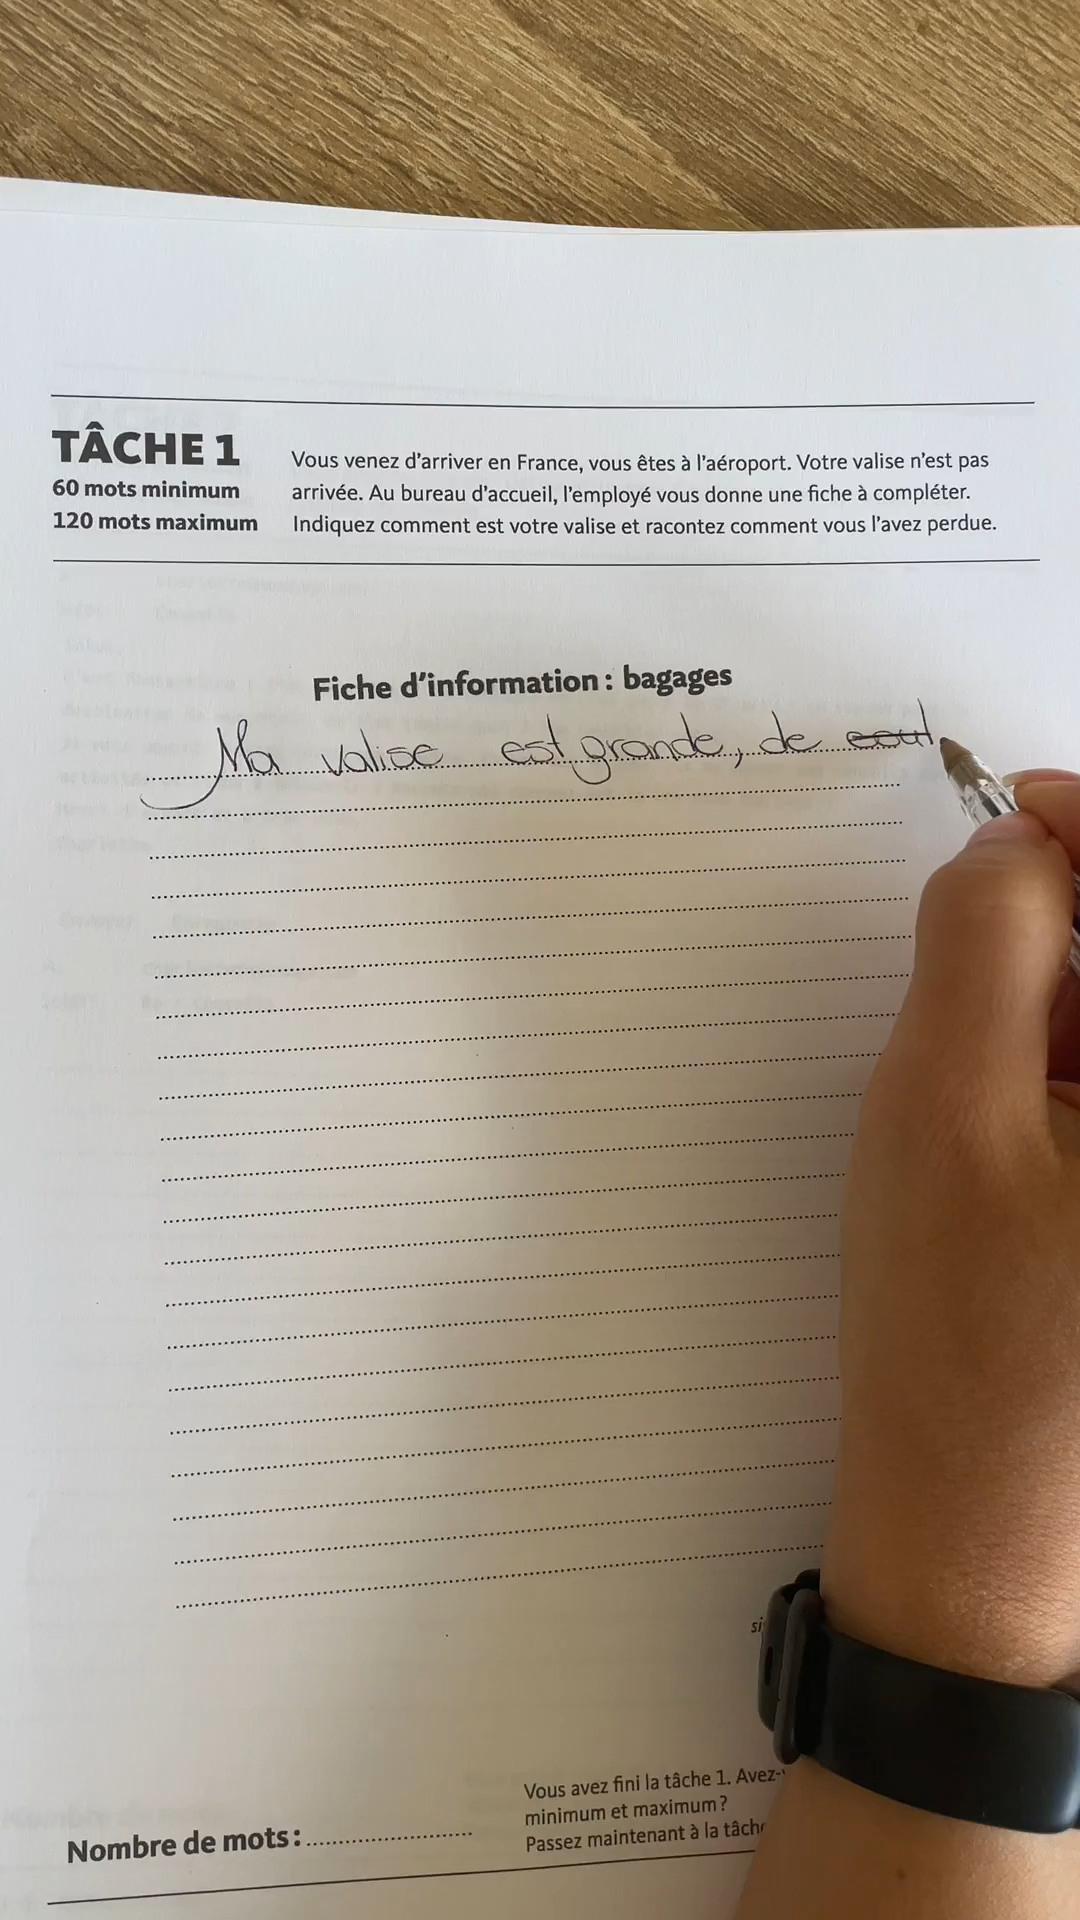 TÂCHE 1
60 mots minimum
120 mots maximum
Vous venez d'arriver en France, vous êtes à l'aéroport. Votre valise n'est pas
arrivée. Au bureau d'accueil, l'employé vous donne une fiche à compléter.
Indiquez comment est votre valise et racontez comment vous l'avez perdue.
Fiche d'information : bagages
Ma valise est grande, de
Vous avez fini la tâche 1. Avez-
minimum et maximum ?
Passez maintenant à la
Nombre de mots :